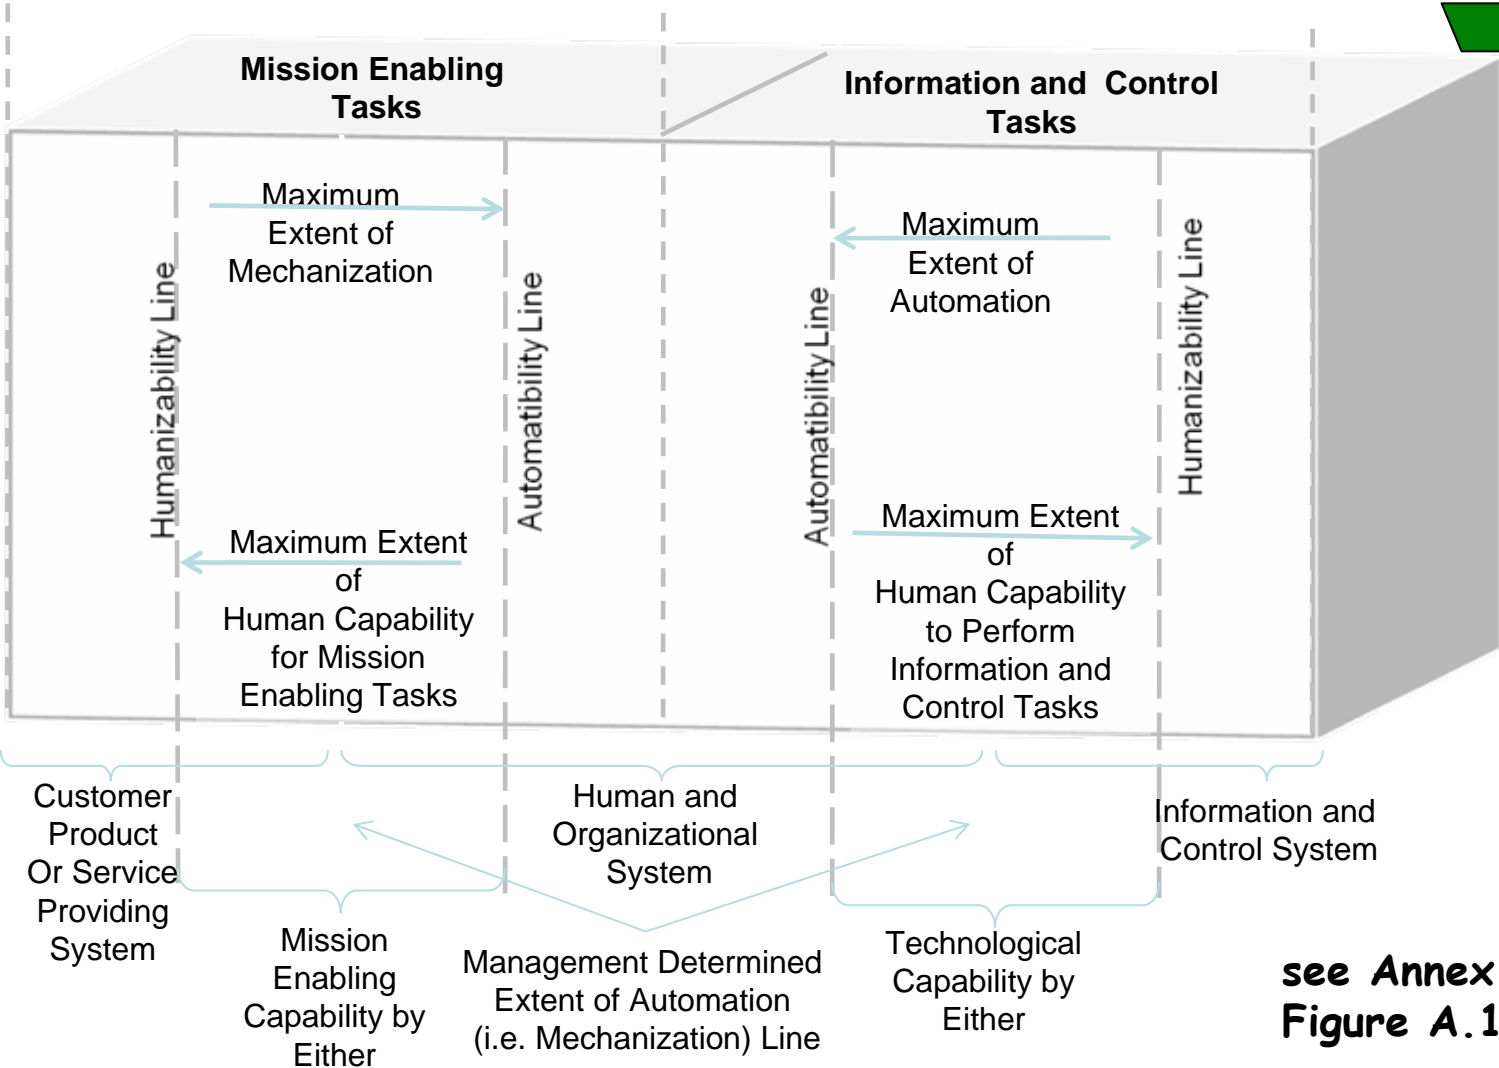 Mission Enabling
Tasks
Information and Control
Tasks
Maximum
Extent of
Mechanization
Maximum
Extent of
Automation
Humanizability Line
Automatibility Line
Automatibility Line
Humanizability Line
Maximum Extent
of
Human Capability
for Mission
Enabling Tasks
Maximum Extent
of
Human Capability
to Perform
Information and
Control Tasks
Customer
Product
Or Service
Providing
System
Human and
Organizational
System
Information and
Control System
Mission
Enabling
Capability by
Either
Management Determined
Extent of Automation
(i.e. Mechanization) Line
Technological
Capability by
Either
see Annex
Figure A.1